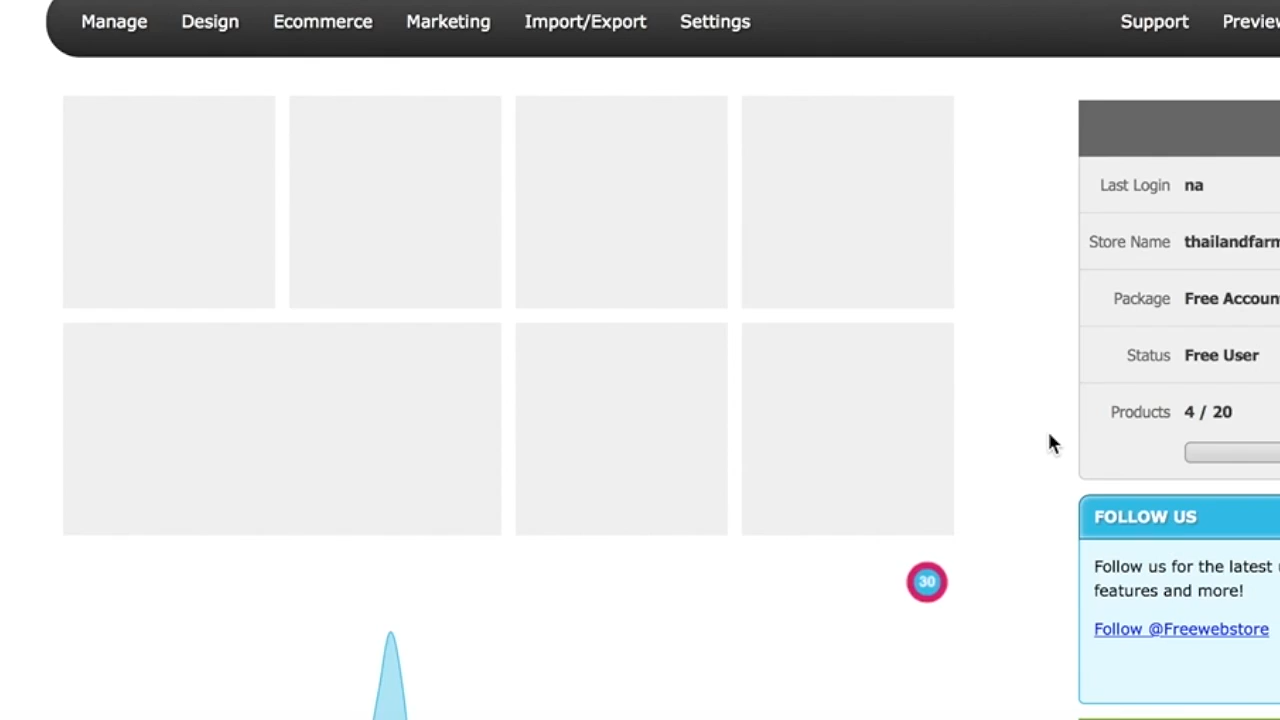 Manage Design Ecommerce Marketing Import/Export Settings Support
Last Login na
Store Name
Package Free
Status Free User
Products 4 / 20
FOLLOW US
Follow us for the latest
features and more!
Follow @Freewebstore
30